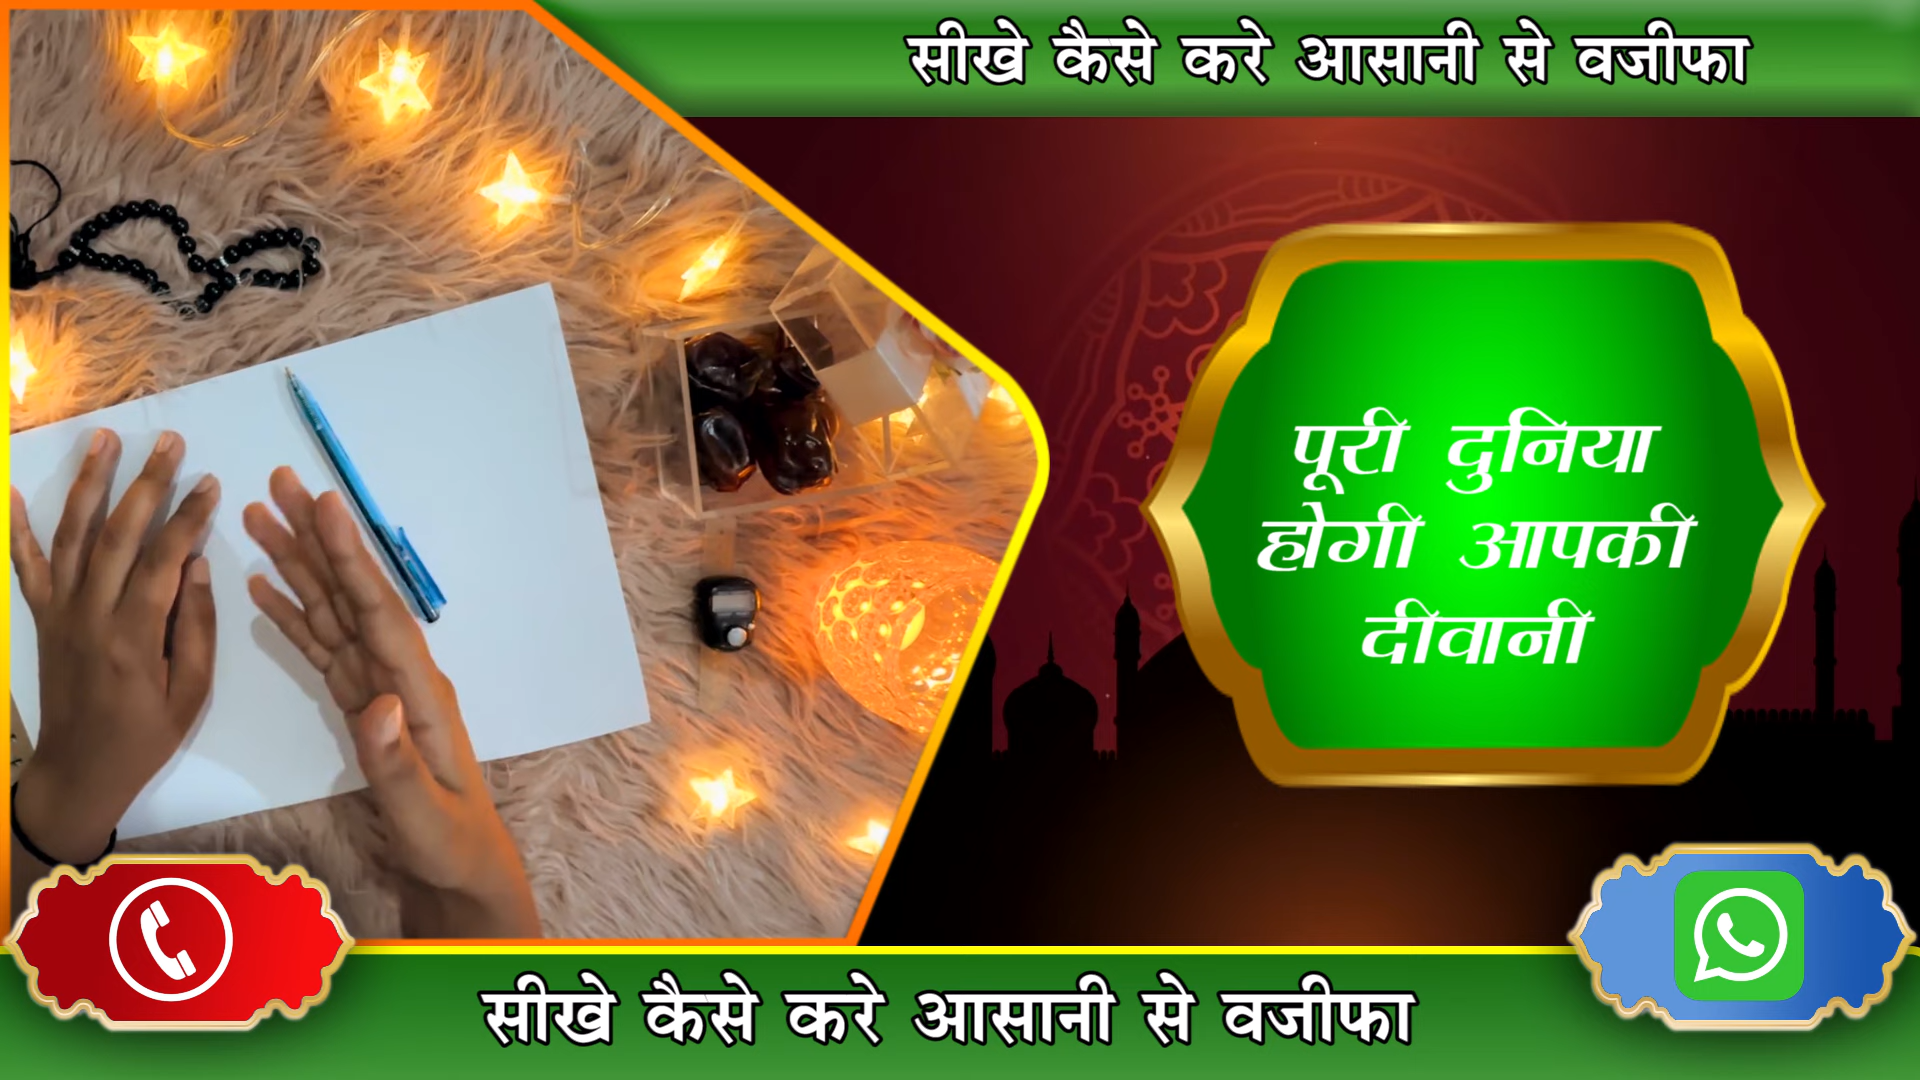 सीखे कैसे करे आसानी से वजीफा
पूरी दुनिया
होगी आपकी
दीवानी
सीखे कैसे करे आसानी से वजीफा